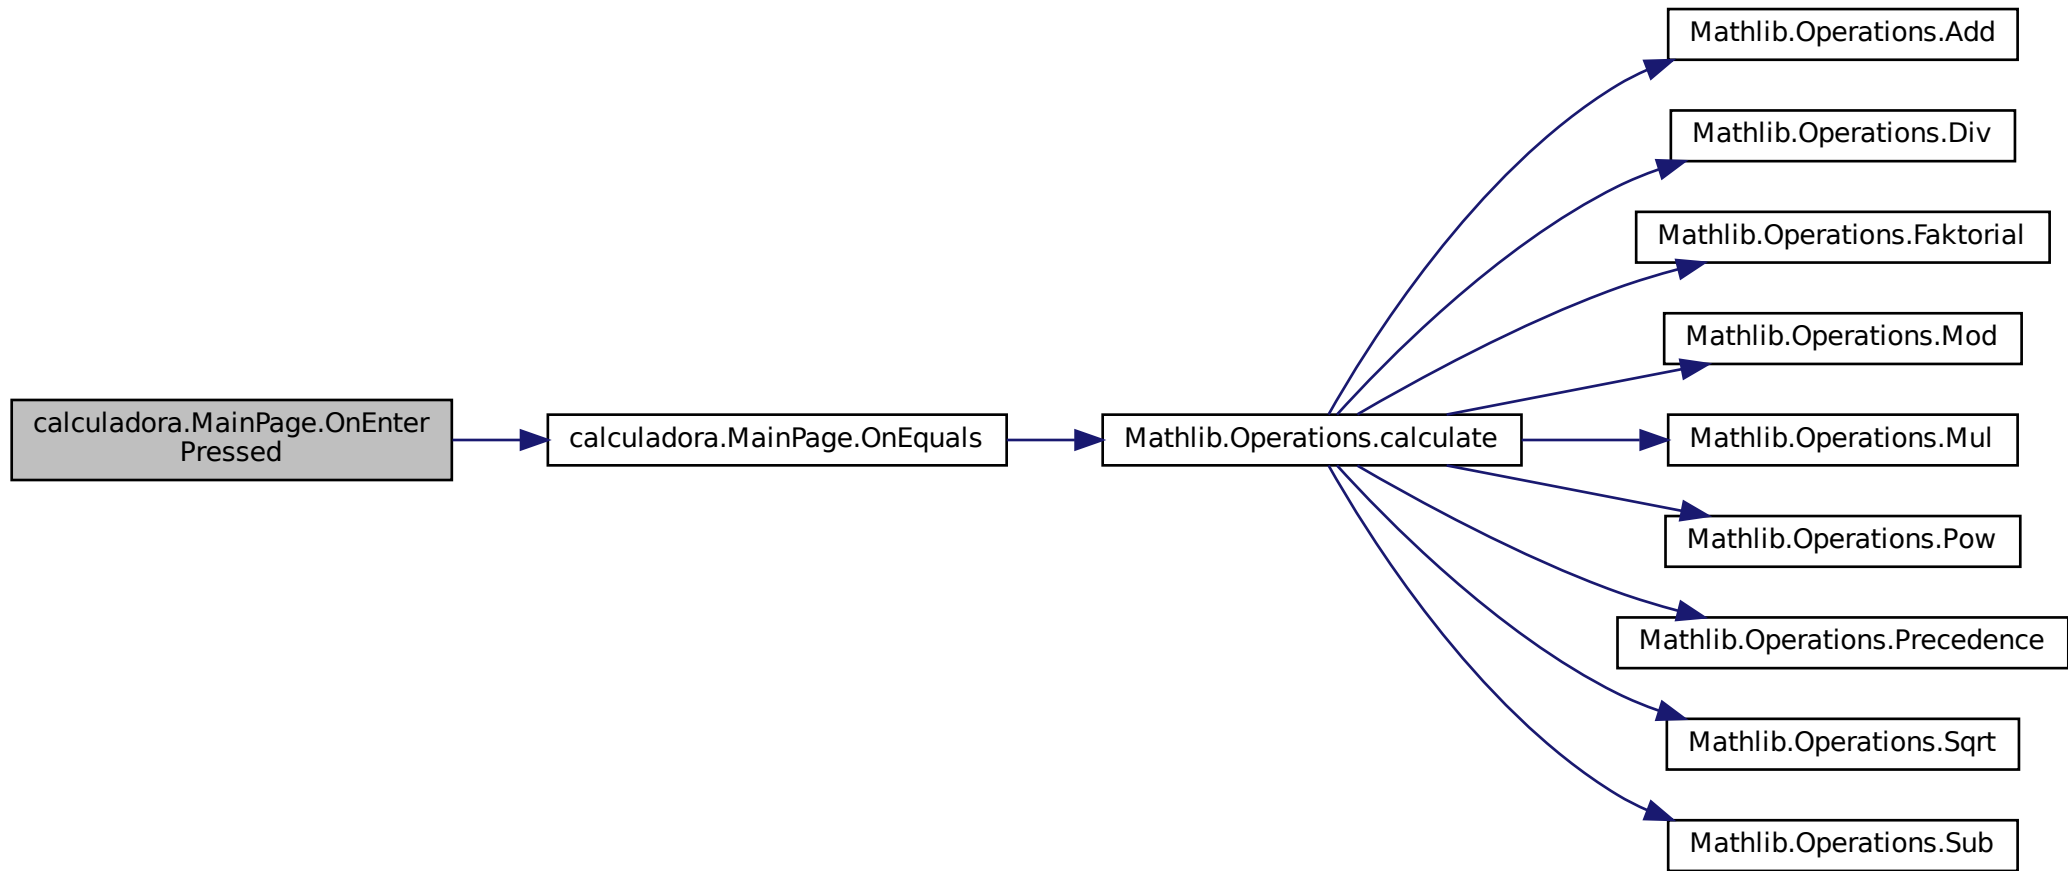 calculadora.MainPage.OnEnter
Pressed
calculadora.MainPage.OnEquals
Mathlib.Operations.calculate
Mathlib.Operations.Add
Mathlib.Operations.Div
Mathlib.Operations.Faktorial
Mathlib.Operations.Mod
Mathlib.Operations.Mul
Mathlib.Operations.Pow
Mathlib.Operations.Precedence
Mathlib.Operations.Sqrt
Mathlib.Operations.Sub